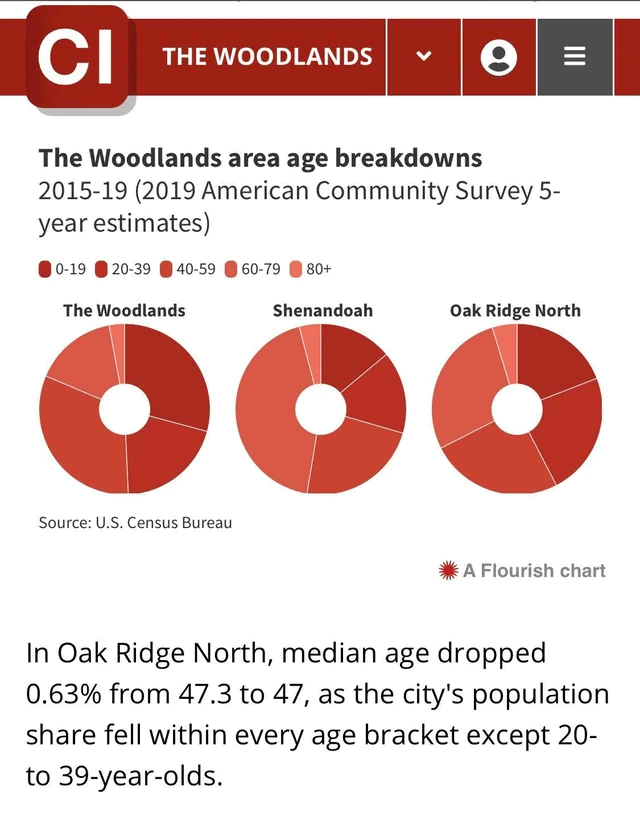 CI
THE WOODLANDS
The Woodlands area age breakdowns
2015-19 (2019 American Community Survey 5-
year estimates)
0-19 20-39 40-59 60-79 80+
The Woodlands Shenandoah Oak Ridge North
Source: U.S. Census Bureau
A Flourish chart
In Oak Ridge North, median age dropped
0.63% from 47.3 to 47, as the city's population
share fell within every age bracket except 20-
to 39-year-olds.